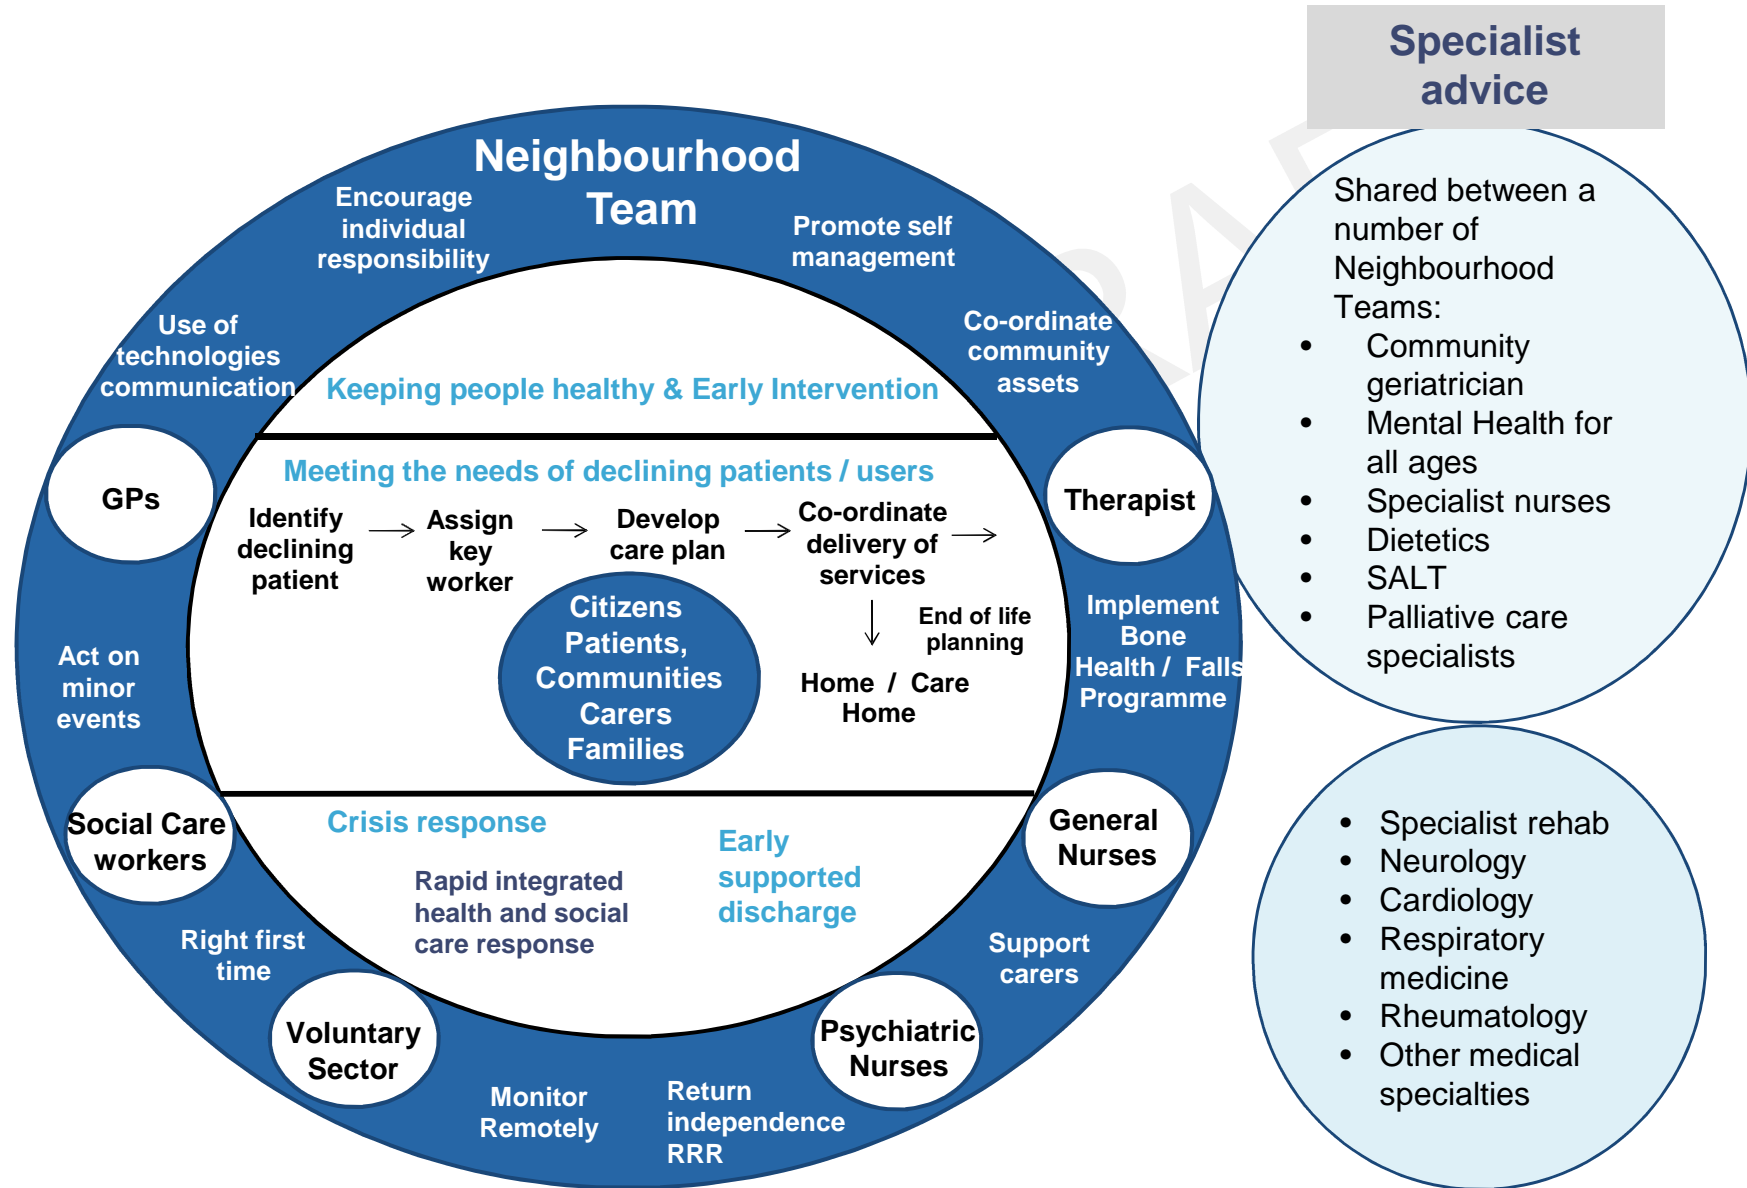 Specialist
advice
Neighbourhood
Team
Encourage
individual
responsibility
Promote self
management
Use of
technologies
communication
Co-ordinate
community
assets
Keeping people healthy & Early Intervention
Meeting the needs of declining patients / users
GPs
Therapist
Identify
declining
patient
Assign
key
worker
Develop
care plan
Co-ordinate
delivery of
services
End of life
planning
Home / Care
Home
Citizens
Patients,
Communities
Carers
Families
Act on
minor
events
Implement
Bone
Health / Falls
Programme
Social Care
workers
General
Nurses
Crisis response
Rapid integrated
health and social
care response
Early
supported
discharge
Right first
time
Support
carers
Voluntary
Sector
Psychiatric
Nurses
Monitor
Remotely
Return
independence
RRR
Shared between a
number of
Neighbourhood
Teams:
• Community
geriatrician
• Mental Health for
all ages
• Specialist nurses
• Dietetics
• SALT
• Palliative care
specialists
• Specialist rehab
• Neurology
• Cardiology
• Respiratory
medicine
• Rheumatology
• Other medical
specialties